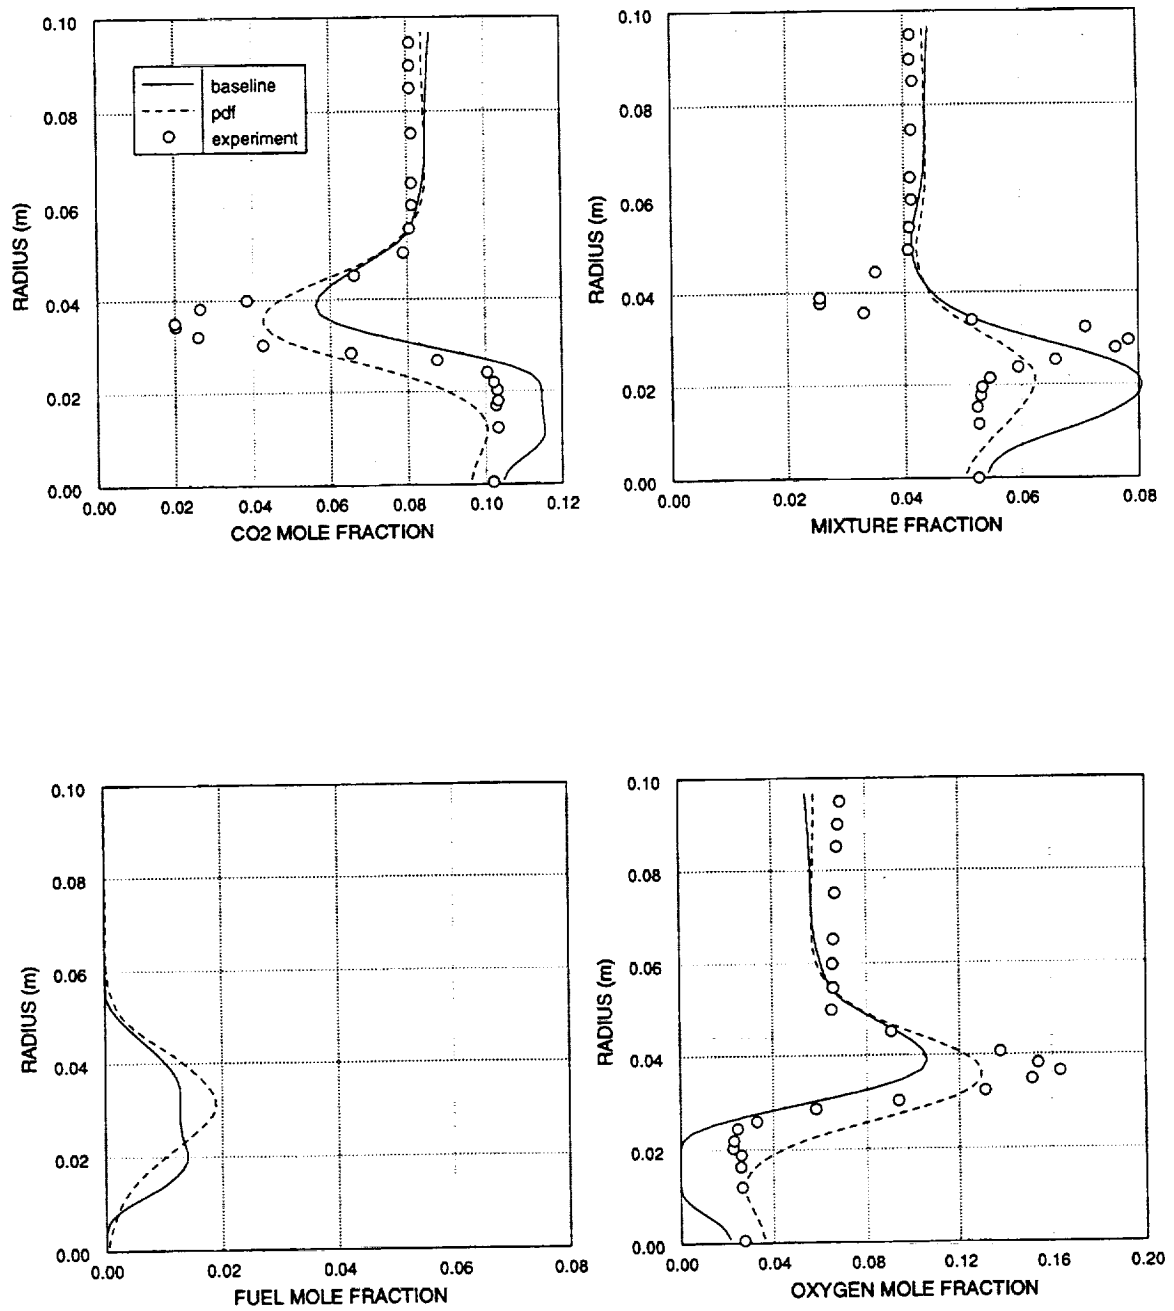 0.10
0.08
0.06
0.04
0.02
0.00
RADIUS (m)
baseline
pdf
experiment
0.00 0.02 0.04 0.06 0.08 0.10 0.12
CO2 MOLE FRACTION
0.10
0.08
0.06
0.04
0.02
0.00
RADIUS (m)
0.00 0.02 0.04 0.06 0.08
MIXTURE FRACTION
0.10
0.08
0.06
0.04
0.02
0.00
RADIUS (m)
0.00 0.02 0.04 0.06 0.08
FUEL MOLE FRACTION
0.10
0.08
0.06
0.04
0.02
0.00
RADIUS (m)
0.00 0.04 0.08 0.12 0.16 0.20
OXYGEN MOLE FRACTION